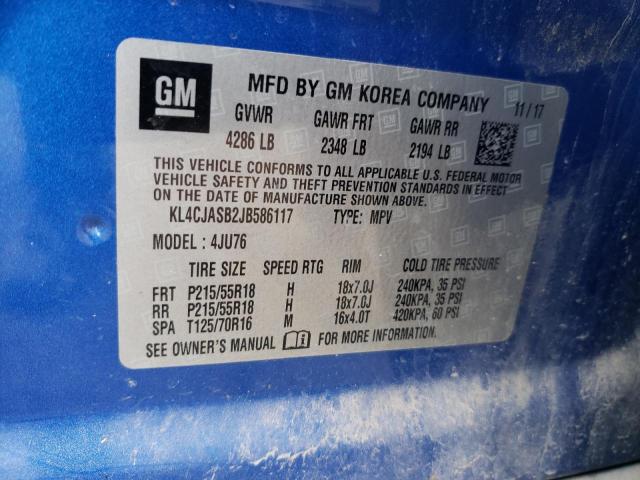 GM MFD BY GM KOREA COMPANY 11/17
GVWR GAWR FRT GAWR RR
4286 LB 2348 LB 2194 LB
THIS VEHICLE CONFORMS TO ALL APPLICABLE U.S. FEDERAL MOTOR
VEHICLE SAFETY AND THEFT PREVENTION STANDARDS IN EFFECT
ON THE DATE OF MANUFACTURE SHOWN ABOVE.
KL4CJASB2JB586117 TYPE: MPV
MODEL : 4JU76
TIRE SIZE SPEED RTG RIM COLD TIRE PRESSURE
FRT P215/55R18 H 18x7.0J 240KPA, 35 PSI
RR P215/55R18 H 18x7.0J 240KPA, 35 PSI
SPA T125/70R16 M 16x4.0T 420KPA, 60 PSI
SEE OWNER'S MANUAL FOR MORE INFORMATION.